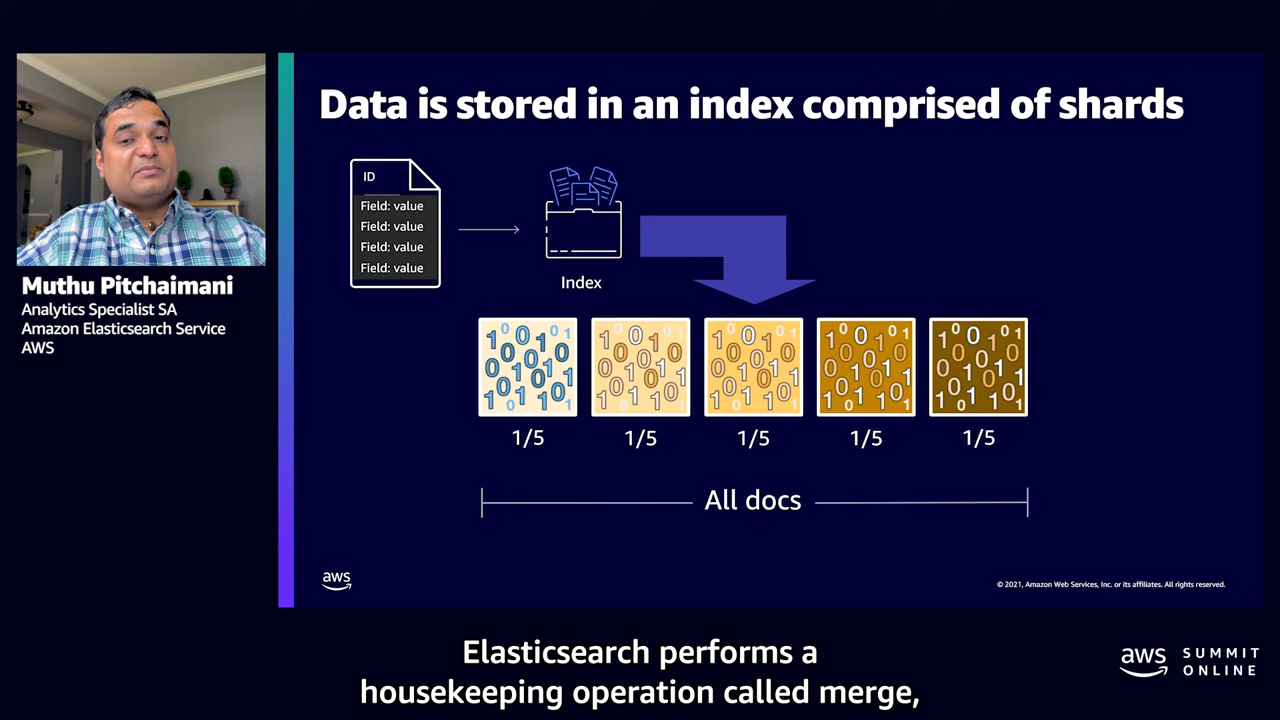 Data is stored in an index comprised of shards
ID
Field: value
Field: value
Field: value
Field: value
Index
Muthu Pitchaimani
Analytics Specialist SA
Amazon Elasticsearch Service
AWS
1/5
1/5
1/5
1/5
1/5
All docs
aws
© 2021, Amazon Web Services, Inc. or its affiliates. All rights reserved.
Elasticsearch performs a
housekeeping operation called merge,
aws
SUMMIT
ONLINE